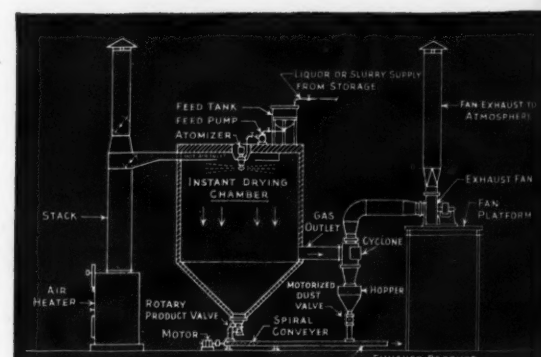 LIQUOR OR SLURRY SUPPLY
FROM STORAGE
FEED TANK
FEED PUMP
ATOMIZER
FAN EXHAUST TO
ATMOSPHERE
INSTANT DRYING
CHAMBER
EXHAUST FAN
FAN
PLATFORM
STACK
GAS
OUTLET
CYCLONE
AIR
HEATER
ROTARY
PRODUCT VALVE
MOTORIZED
DUST
VALVE
HOPPER
MOTOR
SPIRAL
CONVEYER